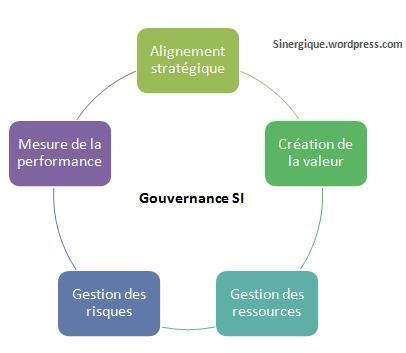 Alignement
stratégique
Sinergique.wordpress.com
Mesure de la
performance
Création de
la valeur
Gouvernance SI
Gestion des
risques
Gestion des
ressources